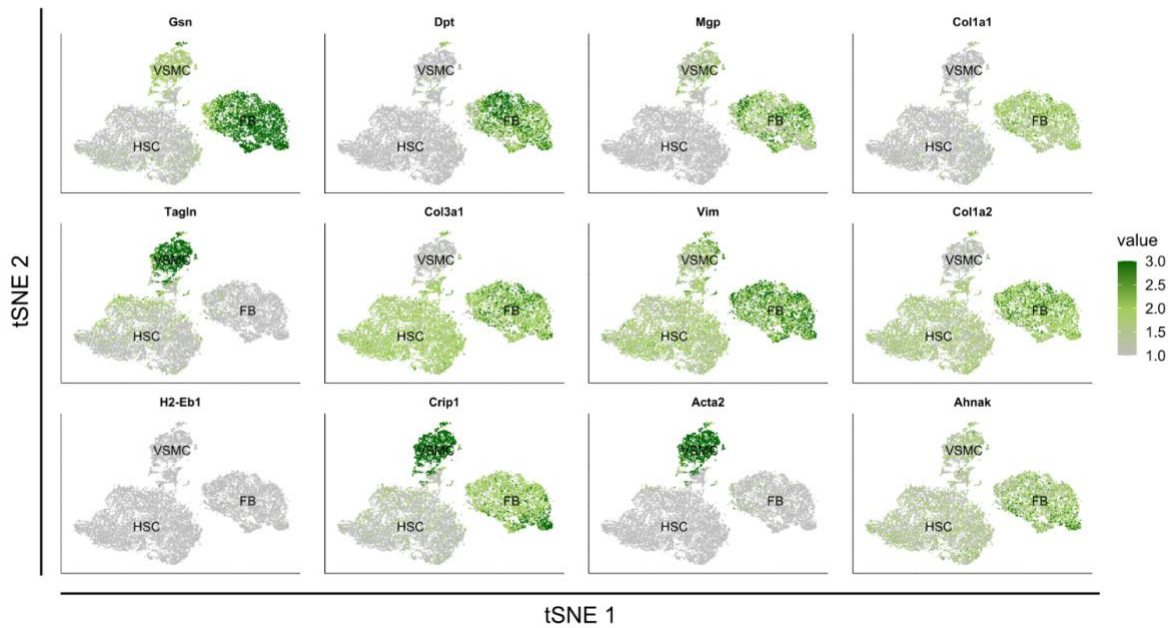 Gsn
Dpt
Mgp
Col1a1
VSMC
FB
HSC
VSMC
FB
HSC
VSMC
FB
HSC
VSMC
FB
HSC
Tagln
Col3a1
Vim
Col1a2
VSMC
FB
HSC
VSMC
FB
HSC
VSMC
FB
HSC
VSMC
FB
HSC
H2-Eb1
Crip1
Acta2
Ahnak
VSMC
FB
HSC
VSMC
FB
HSC
VSMC
FB
HSC
VSMC
FB
HSC
tSNE 2
tSNE 1
value
3.0
2.5
2.0
1.5
1.0